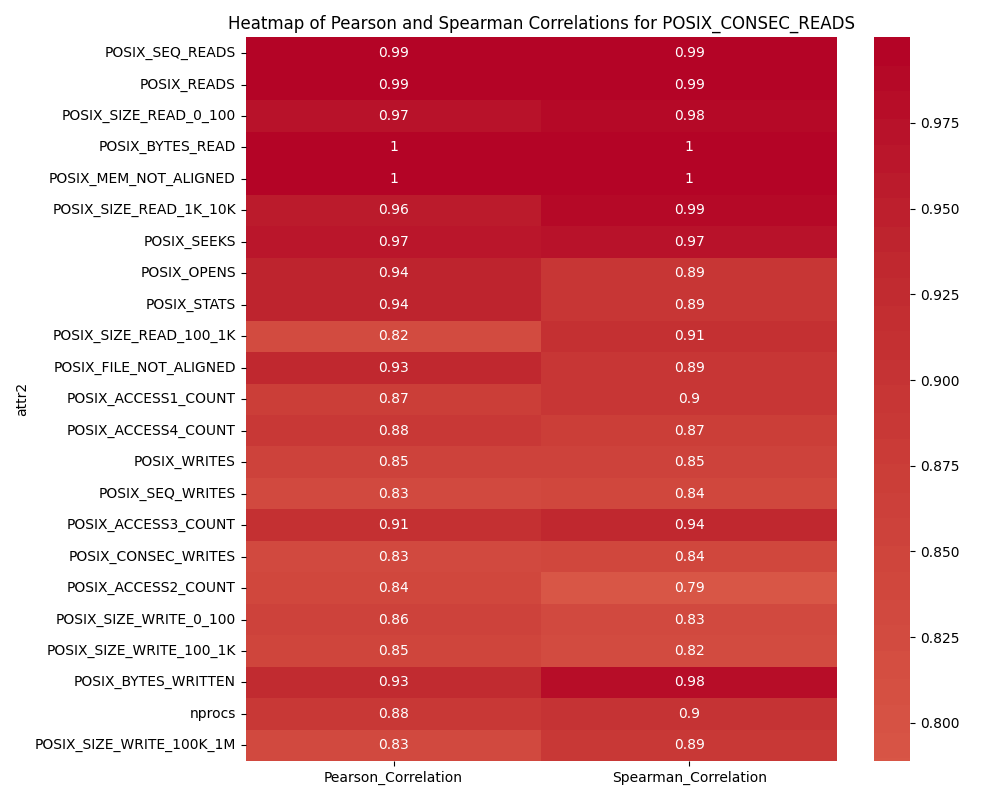 Heatmap of Pearson and Spearman Correlations for POSIX_CONSEC_READS
POSIX_SEQ_READS 0.99 0.99
POSIX_READS 0.99 0.99
POSIX_SIZE_READ_0_100 0.97 0.98
POSIX_BYTES_READ 1 1
POSIX_MEM_NOT_ALIGNED 1 1
POSIX_SIZE_READ_1K_10K 0.96 0.99
POSIX_SEEKS 0.97 0.97
POSIX_OPENS 0.94 0.89
POSIX_STATS 0.94 0.89
POSIX_SIZE_READ_100_1K 0.82 0.91
POSIX_FILE_NOT_ALIGNED 0.93 0.89
POSIX_ACCESS1_COUNT 0.87 0.9
POSIX_ACCESS4_COUNT 0.88 0.87
POSIX_WRITES 0.85 0.85
POSIX_SEQ_WRITES 0.83 0.84
POSIX_ACCESS3_COUNT 0.91 0.94
POSIX_CONSEC_WRITES 0.83 0.84
POSIX_ACCESS2_COUNT 0.84 0.79
POSIX_SIZE_WRITE_0_100 0.86 0.83
POSIX_SIZE_WRITE_100_1K 0.85 0.82
POSIX_BYTES_WRITTEN 0.93 0.98
nprocs 0.88 0.9
POSIX_SIZE_WRITE_100K_1M 0.83 0.89
attr2
Pearson_Correlation Spearman_Correlation
0.975
0.950
0.925
0.900
0.875
0.850
0.825
0.800